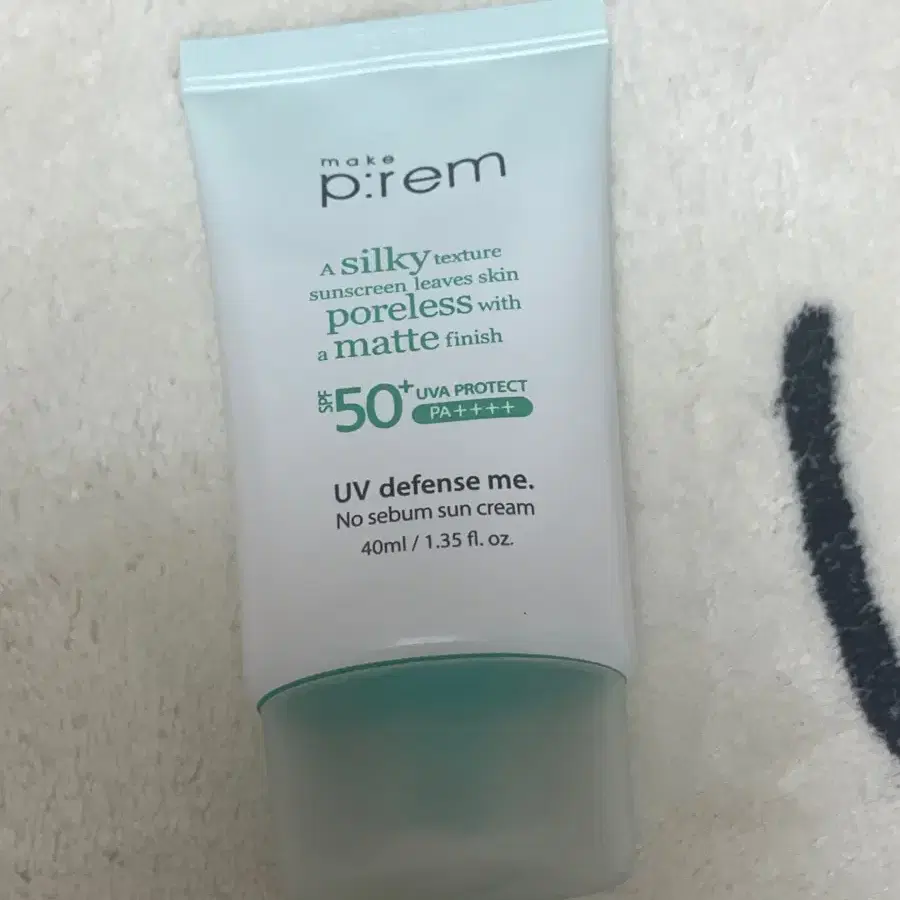 make
p:rem
A silky texture
sunscreen leaves skin
poreless with
a matte finish
SPF 50+ UVA PROTECT
PA++++
UV defense me.
No sebum sun cream
40ml / 1.35 fl. oz.